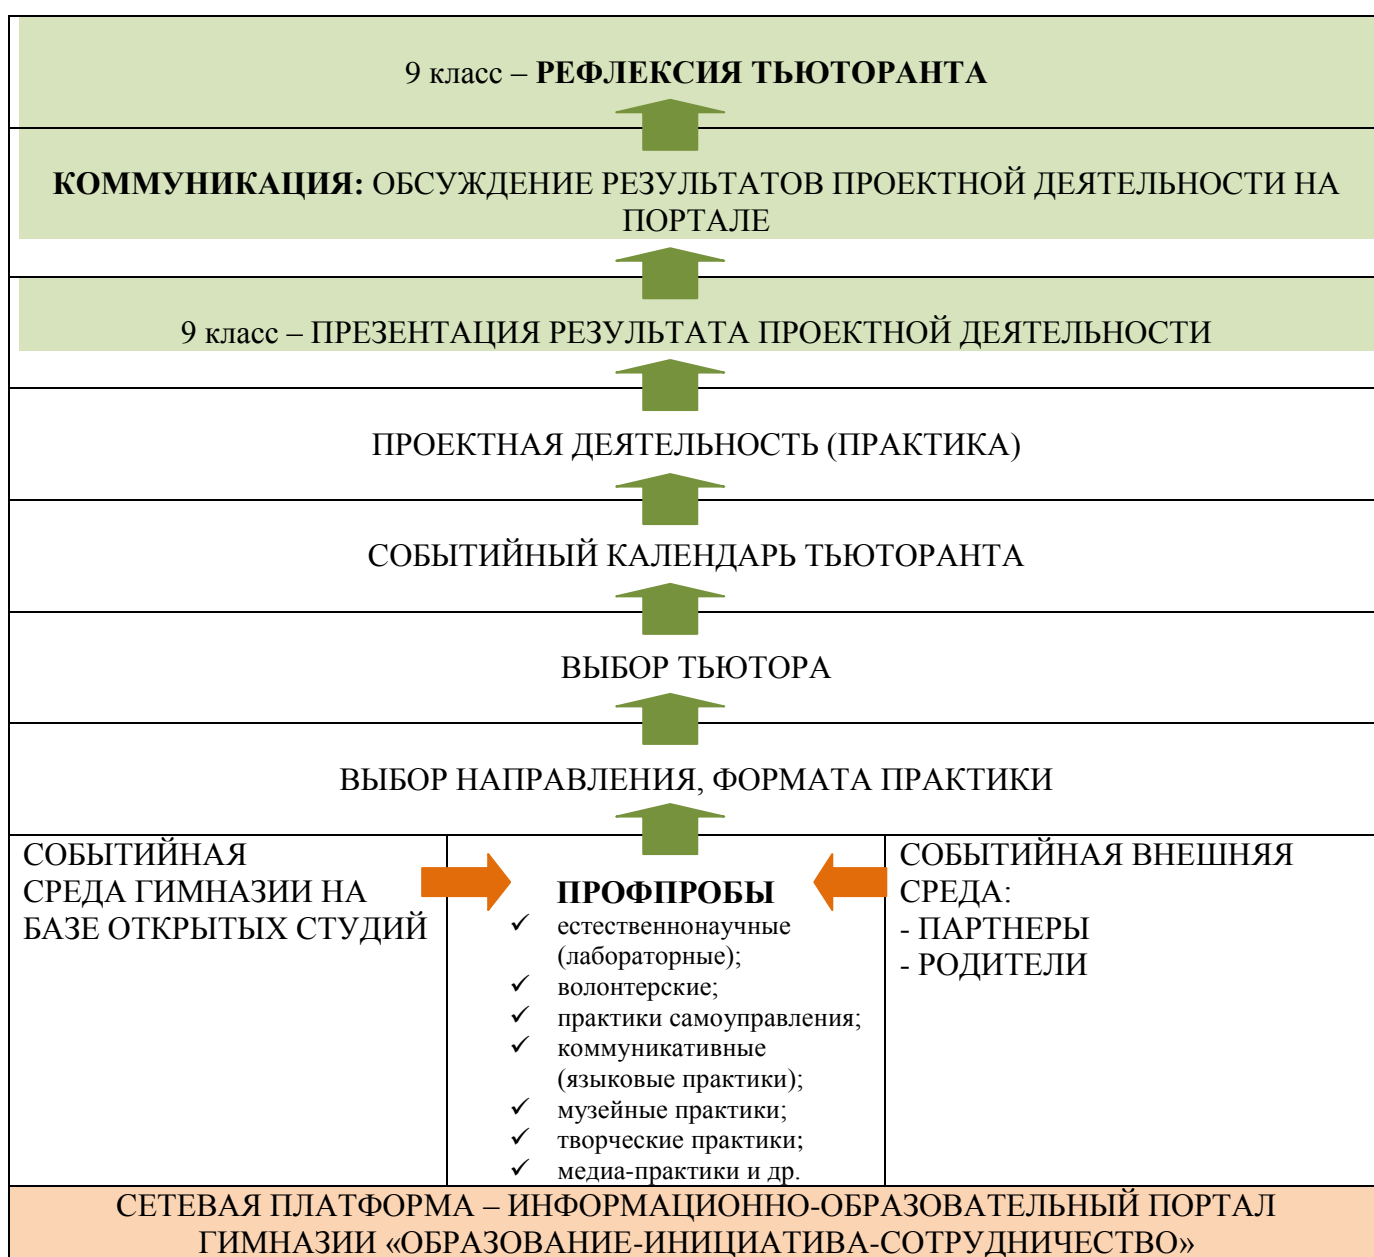 9 класс – РЕФЛЕКСИЯ ТЬЮТОРАНТА
КОММУНИКАЦИЯ: ОБСУЖДЕНИЕ РЕЗУЛЬТАТОВ ПРОЕКТНОЙ ДЕЯТЕЛЬНОСТИ НА
ПОРТАЛЕ
9 класс – ПРЕЗЕНТАЦИЯ РЕЗУЛЬТАТА ПРОЕКТНОЙ ДЕЯТЕЛЬНОСТИ
ПРОЕКТНАЯ ДЕЯТЕЛЬНОСТЬ (ПРАКТИКА)
СОБЫТИЙНЫЙ КАЛЕНДАРЬ ТЬЮТОРАНТА
ВЫБОР ТЬЮТОРА
ВЫБОР НАПРАВЛЕНИЯ, ФОРМАТА ПРАКТИКИ
СОБЫТИЙНАЯ
СРЕДА ГИМНАЗИИ НА
БАЗЕ ОТКРЫТЫХ СТУДИЙ
ПРОФПРОБЫ
✓ естественнонаучные
(лабораторные);
✓ волонтерские;
✓ практики самоуправления;
✓ коммуникативные
(языковые практики);
✓ музейные практики;
✓ творческие практики;
✓ медиа-практики и др.
СОБЫТИЙНАЯ ВНЕШНЯЯ
СРЕДА:
- ПАРТНЕРЫ
- РОДИТЕЛИ
СЕТЕВАЯ ПЛАТФОРМА – ИНФОРМАЦИОННО-ОБРАЗОВАТЕЛЬНЫЙ ПОРТАЛ
ГИМНАЗИИ «ОБРАЗОВАНИЕ-ИНИЦИАТИВА-СОТРУДНИЧЕСТВО»